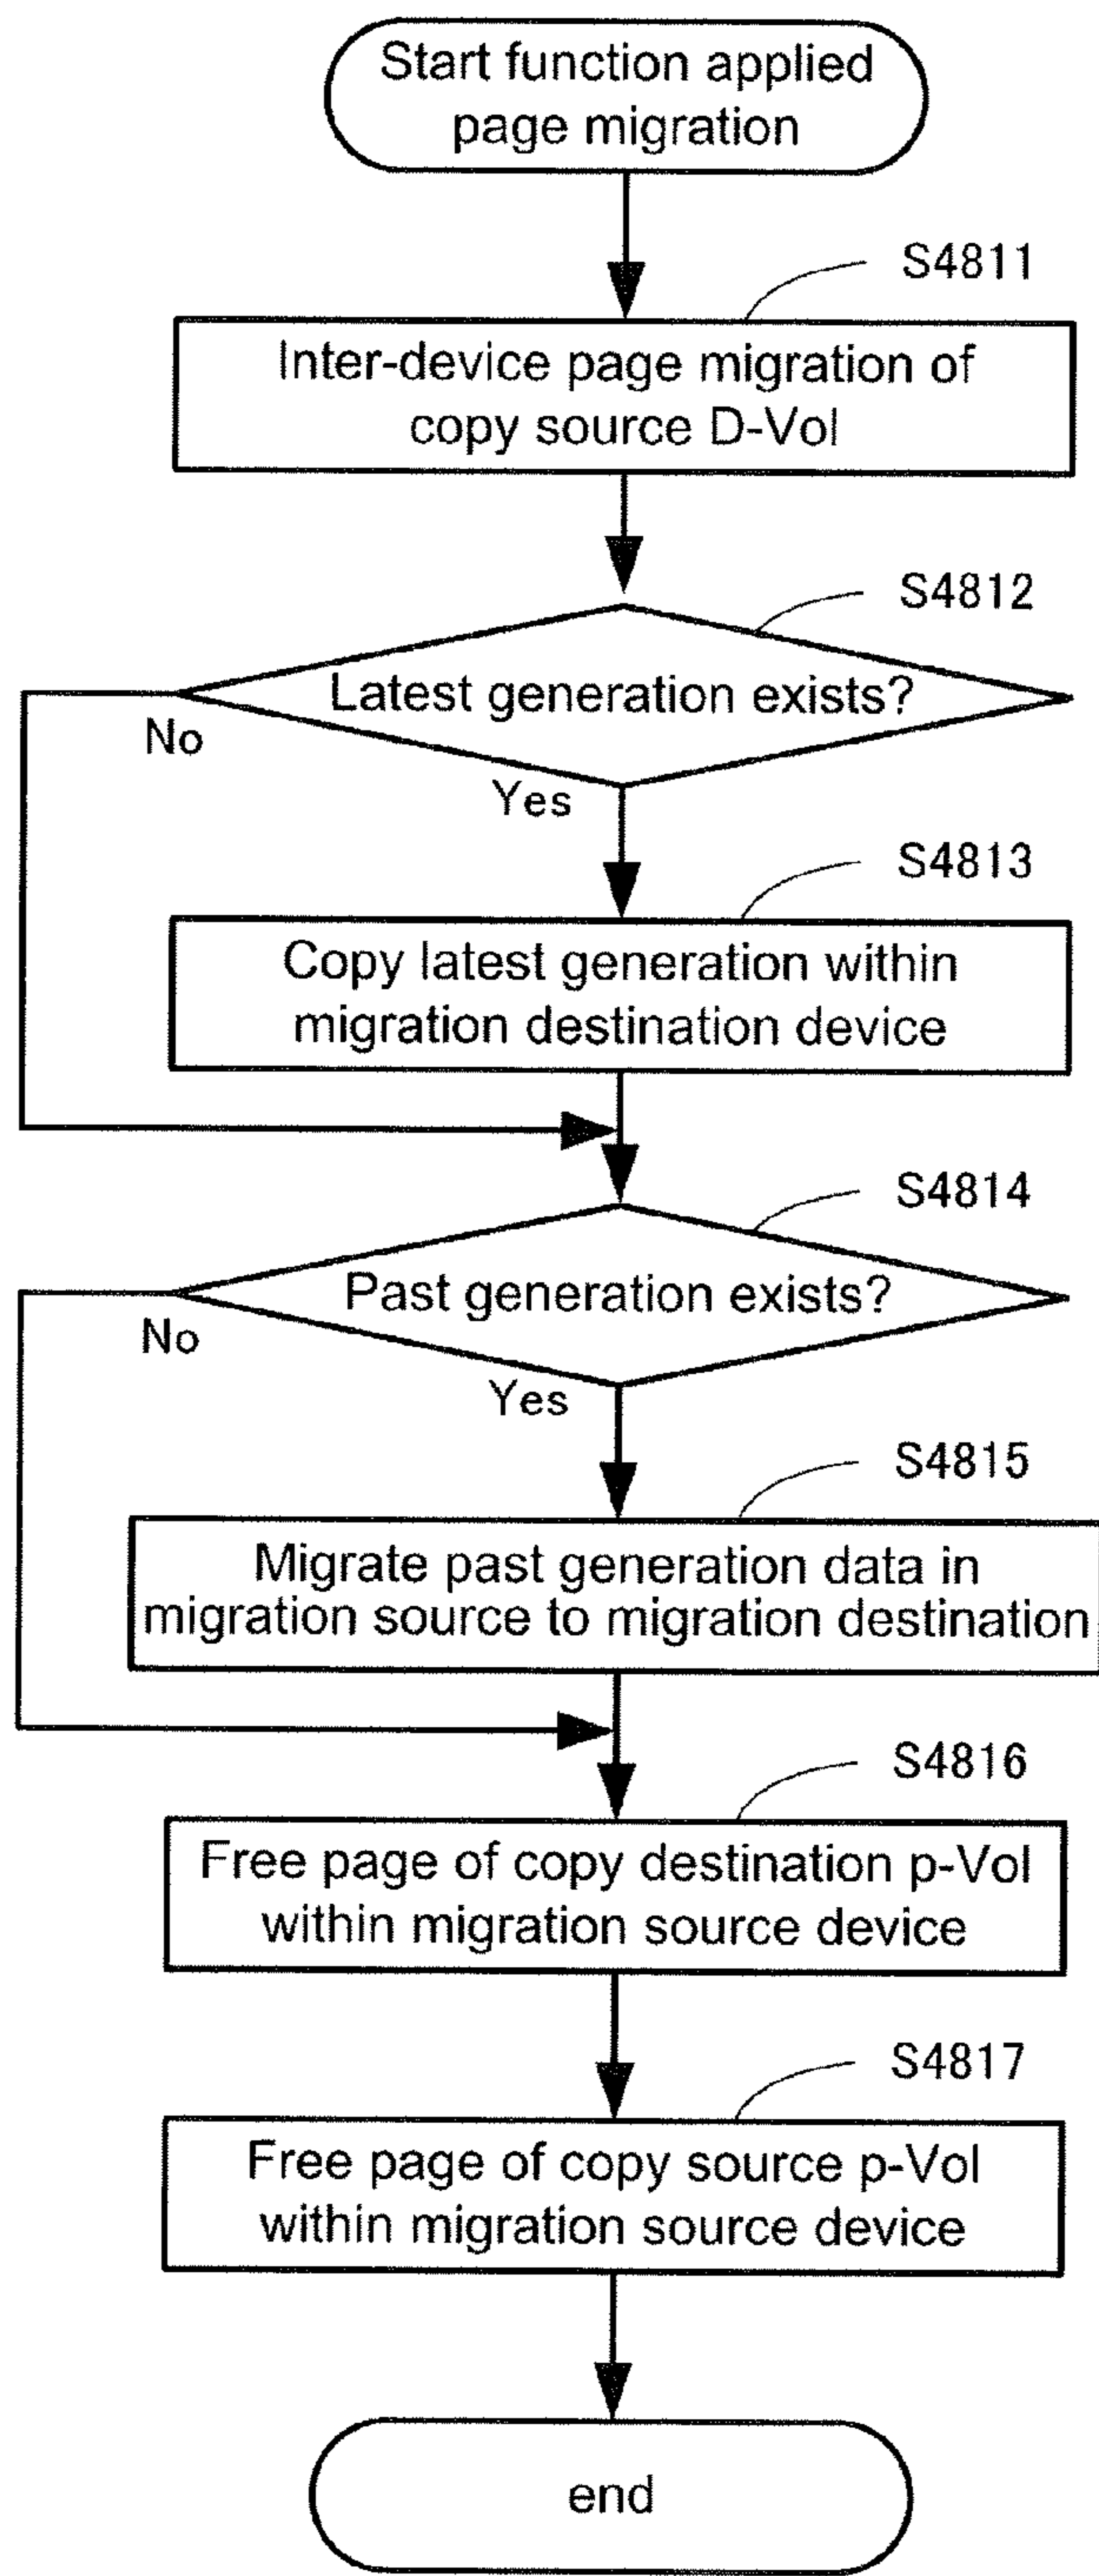 Start function applied
page migration
S4811
Inter-device page migration of
copy source D-Vol
S4812
Latest generation exists?
No
Yes
S4813
Copy latest generation within
migration destination device
S4814
Past generation exists?
No
Yes
S4815
Migrate past generation data in
migration source to migration destination
S4816
Free page of copy destination p-Vol
within migration source device
S4817
Free page of copy source p-Vol
within migration source device
end